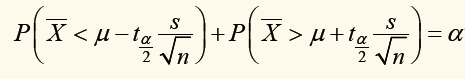 P(X̄ < μ − t_{α/2} s/√n) + P(X̄ > μ + t_{α/2} s/√n) = α